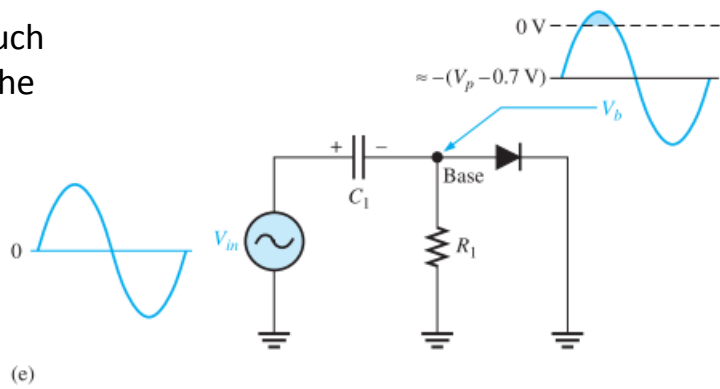 uch
he
0 V
≈ –(Vp – 0.7 V)
Vb
+ –
C1
Base
Vin
R1
0
(e)